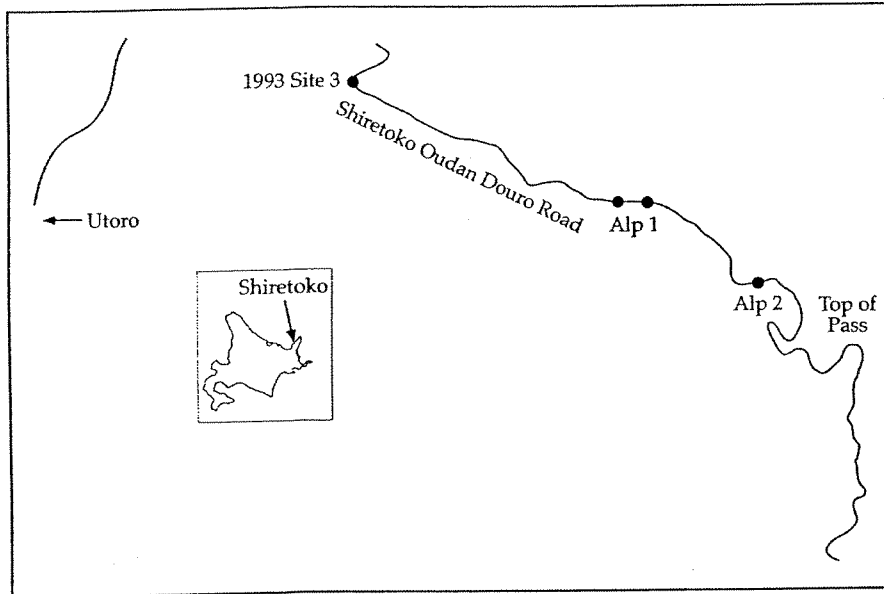 1993 Site 3
Shiretoko Oudan Douro Road
Utoro
Alp 1
Shiretoko
Alp 2
Top of
Pass